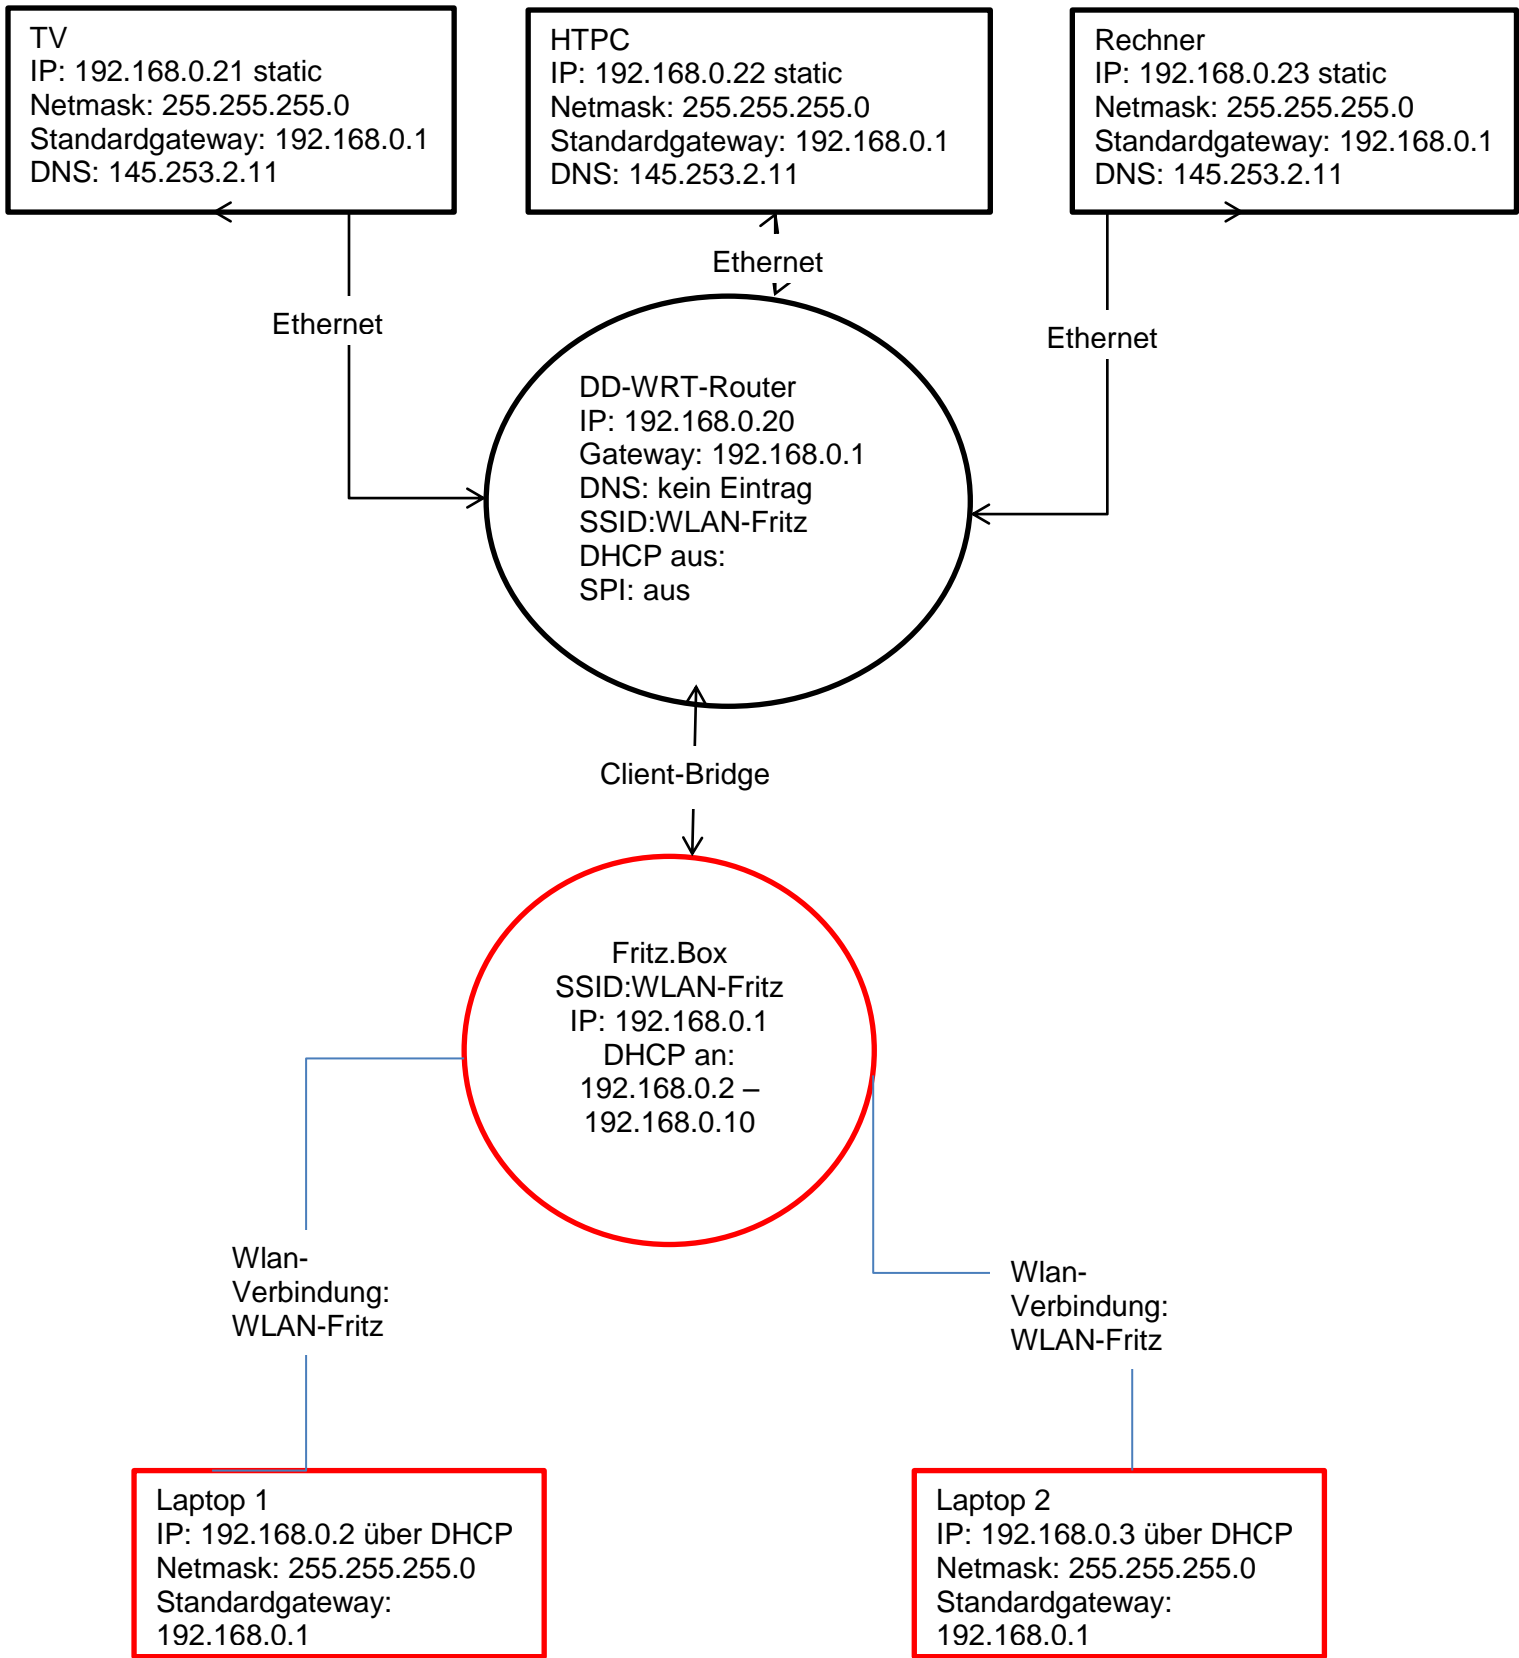 TV
IP: 192.168.0.21 static
Netmask: 255.255.255.0
Standardgateway: 192.168.0.1
DNS: 145.253.2.11
HTPC
IP: 192.168.0.22 static
Netmask: 255.255.255.0
Standardgateway: 192.168.0.1
DNS: 145.253.2.11
Rechner
IP: 192.168.0.23 static
Netmask: 255.255.255.0
Standardgateway: 192.168.0.1
DNS: 145.253.2.11
Ethernet
Ethernet
Ethernet
DD-WRT-Router
IP: 192.168.0.20
Gateway: 192.168.0.1
DNS: kein Eintrag
SSID:WLAN-Fritz
DHCP aus:
SPI: aus
Client-Bridge
Fritz.Box
SSID:WLAN-Fritz
IP: 192.168.0.1
DHCP an:
192.168.0.2 –
192.168.0.10
Wlan-
Verbindung:
WLAN-Fritz
Wlan-
Verbindung:
WLAN-Fritz
Laptop 1
IP: 192.168.0.2 über DHCP
Netmask: 255.255.255.0
Standardgateway:
192.168.0.1
Laptop 2
IP: 192.168.0.3 über DHCP
Netmask: 255.255.255.0
Standardgateway:
192.168.0.1